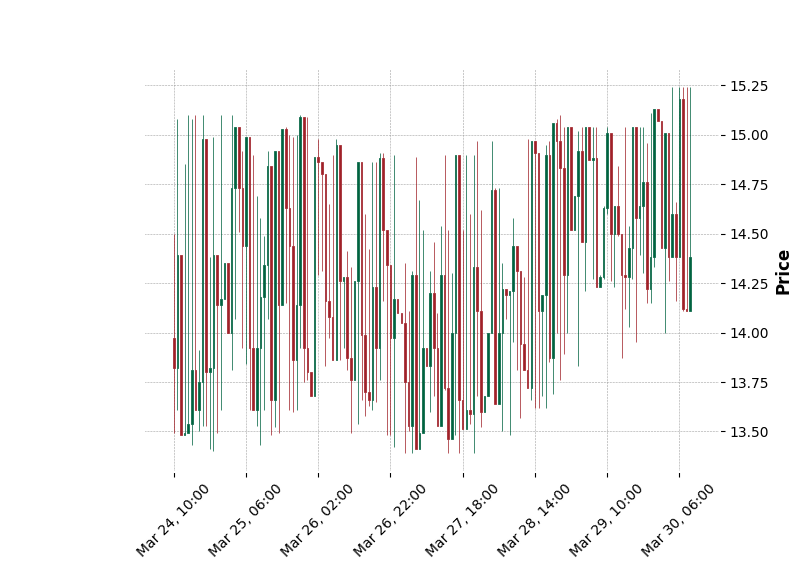 15.25
15.00
14.75
14.50
14.25
14.00
13.75
13.50
Price
Mar 24, 10:00
Mar 25, 06:00
Mar 26, 02:00
Mar 26, 22:00
Mar 27, 18:00
Mar 28, 14:00
Mar 29, 10:00
Mar 30, 06:00